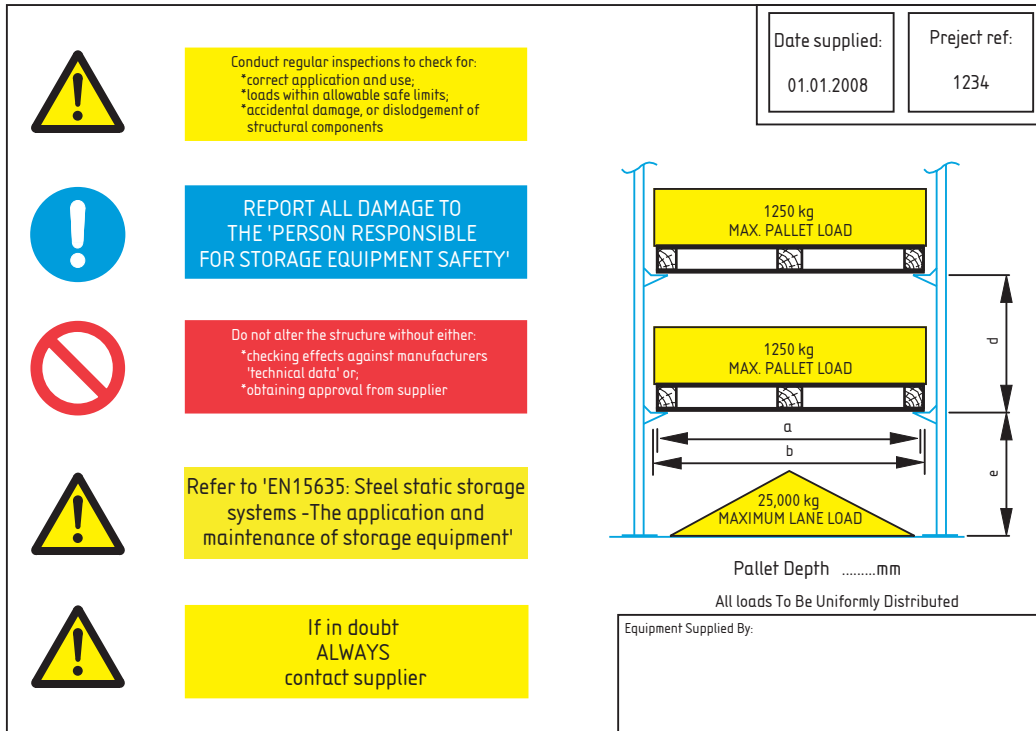 Conduct regular inspections to check for:
*correct application and use;
*loads within allowable safe limits;
*accidental damage, or dislodgement of
structural components
REPORT ALL DAMAGE TO
THE 'PERSON RESPONSIBLE
FOR STORAGE EQUIPMENT SAFETY'
Do not alter the structure without either:
*checking effects against manufacturers
'technical data' or;
*obtaining approval from supplier
Refer to 'EN15635: Steel static storage
systems -The application and
maintenance of storage equipment'
If in doubt
ALWAYS
contact supplier
Date supplied:
01.01.2008
Preject ref:
1234
1250 kg
MAX. PALLET LOAD
d
1250 kg
MAX. PALLET LOAD
a
b
e
25,000 kg
MAXIMUM LANE LOAD
Pallet Depth .........mm
All loads To Be Uniformly Distributed
Equipment Supplied By: